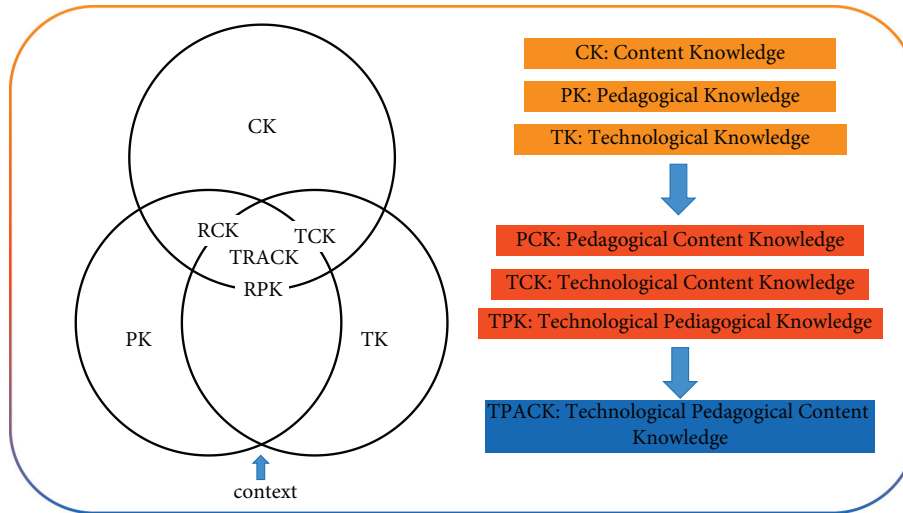 CK
RCK
TCK
TRACK
RPK
PK
TK
context
CK: Content Knowledge
PK: Pedagogical Knowledge
TK: Technological Knowledge
PCK: Pedagogical Content Knowledge
TCK: Technological Content Knowledge
TPK: Technological Pediagogical Knowledge
TPACK: Technological Pedagogical Content
Knowledge